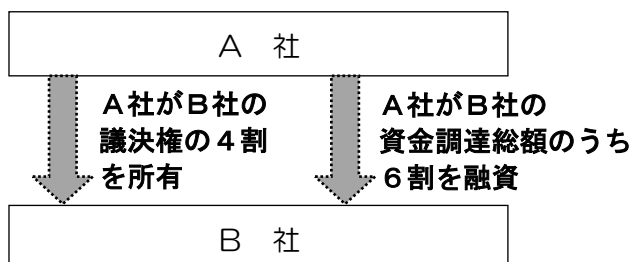 Ａ　社
Ａ社がＢ社の
議決権の４割
を所有
Ａ社がＢ社の
資金調達総額のうち
６割を融資
Ｂ　社